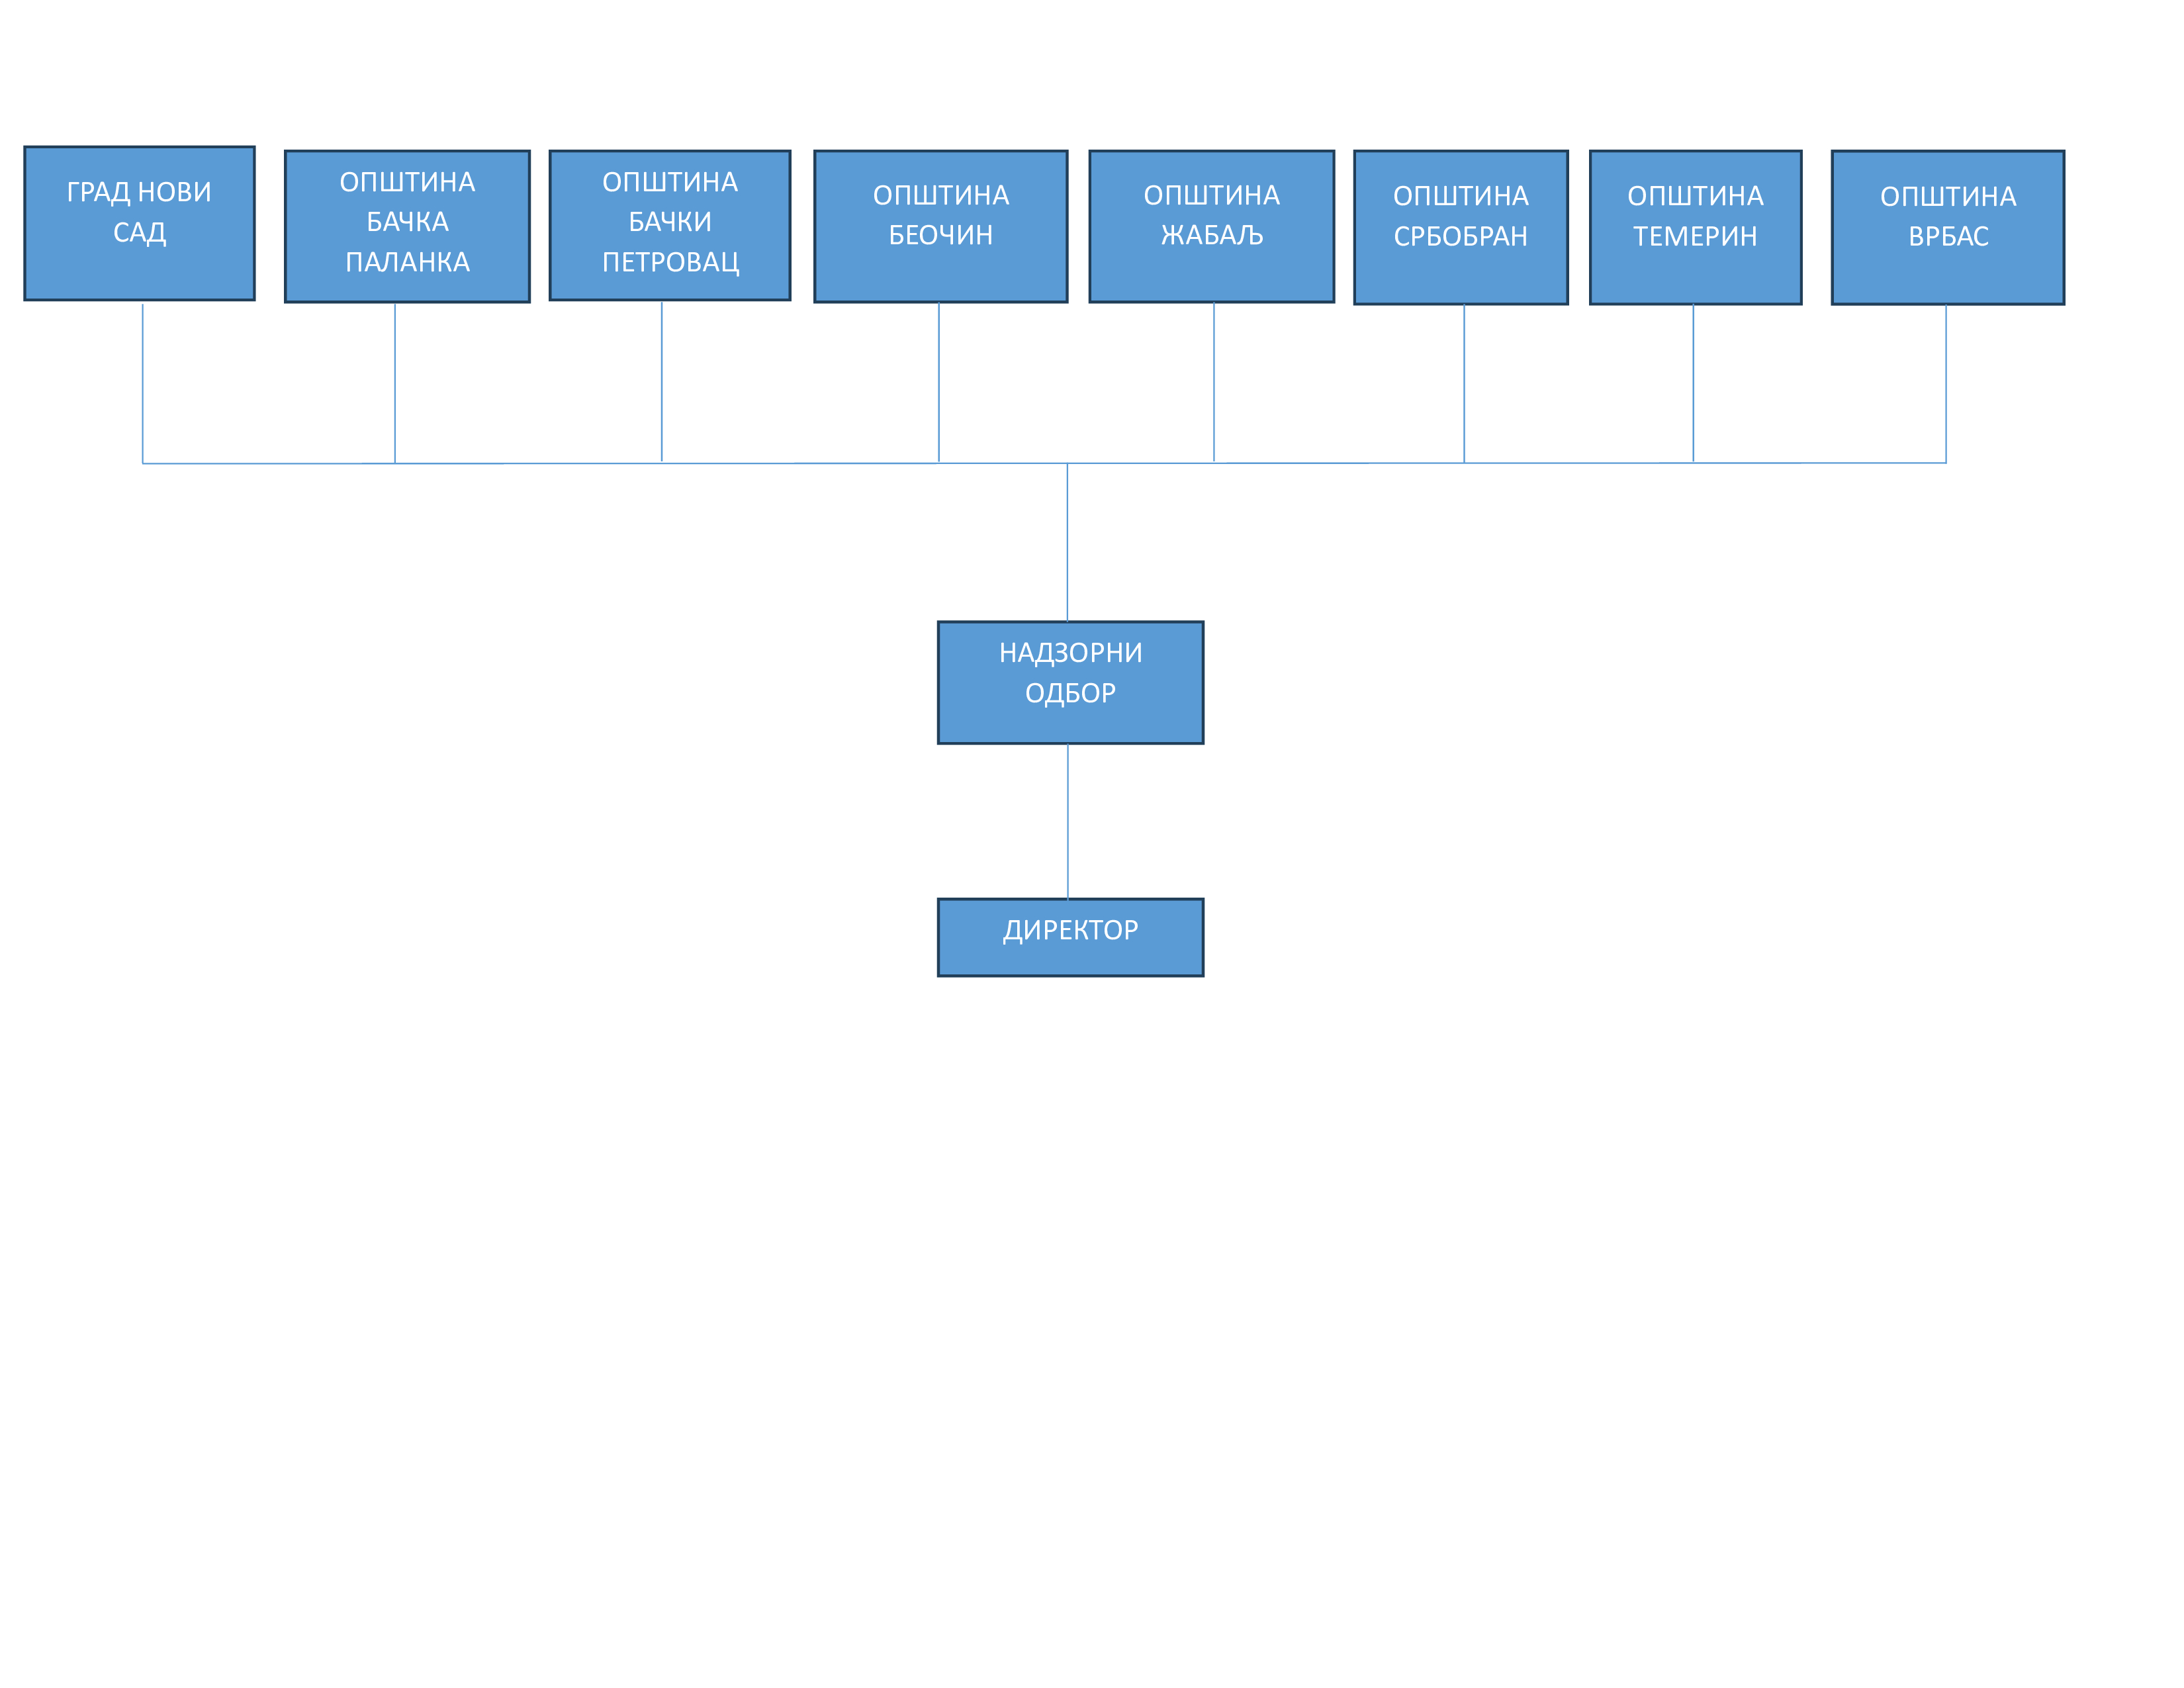 ГРАД НОВИ
САД
ОПШТИНА
БАЧКА
ПАЛАНКА
ОПШТИНА
БАЧКИ
ПЕТРОВАЦ
ОПШТИНА
БЕОЧИН
ОПШТИНА
ЖАБАЉ
ОПШТИНА
СРБОБРАН
ОПШТИНА
ТЕМЕРИН
ОПШТИНА
ВРБАС
НАДЗОРНИ
ОДБОР
ДИРЕКТОР